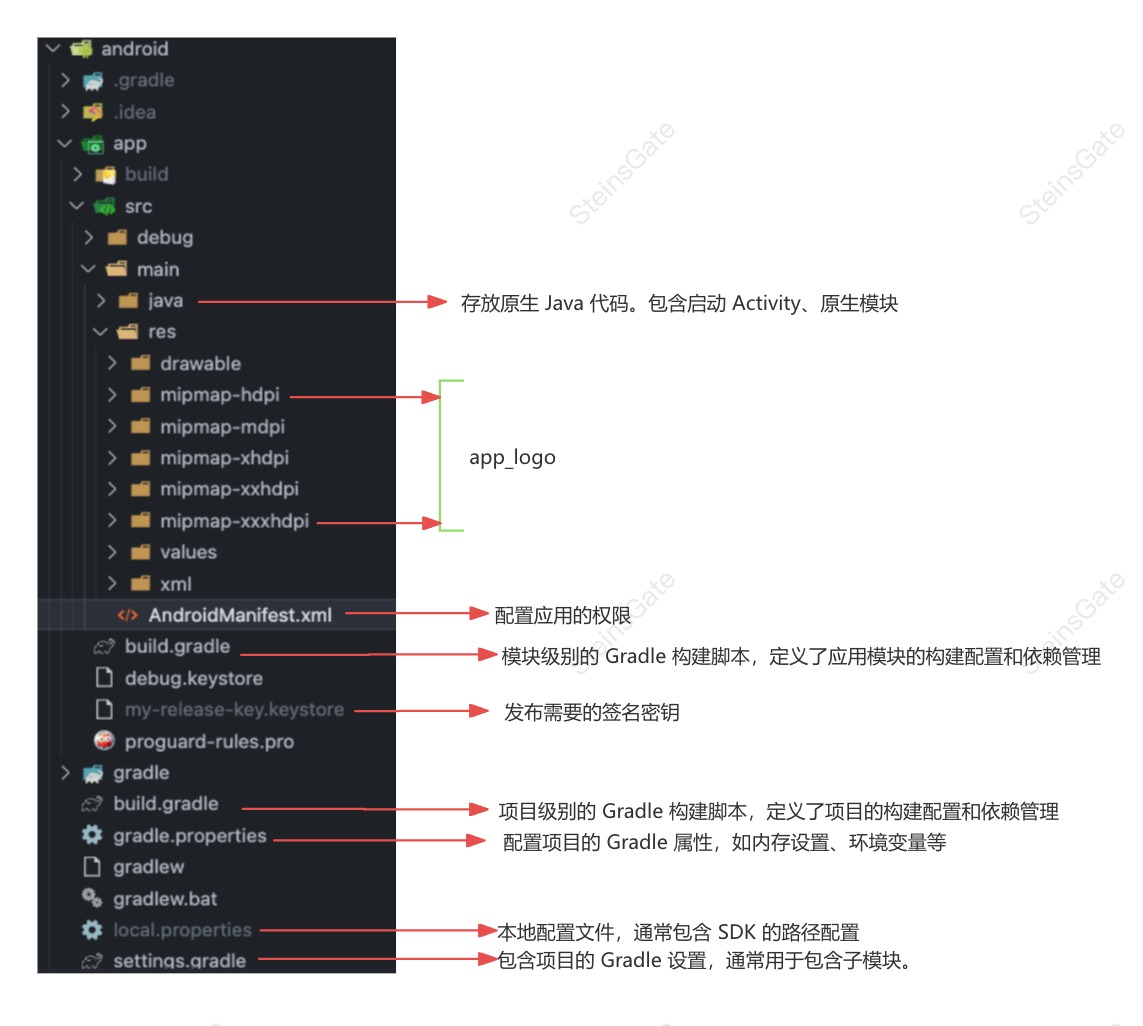 android
.gradle
.idea
app
build
SteinsGate
SteinsGate
src
debug
main
java
存放原生 Java 代码。包含启动 Activity、原生模块
res
drawable
mipmap-hdpi
mipmap-mdpi
mipmap-xhdpi
app_logo
mipmap-xxhdpi
mipmap-xxxhdpi
values
xml
SteinsGate
SteinsGate
AndroidManifest.xml
配置应用的权限
build.gradle
模块级别的 Gradle 构建脚本，定义了应用模块的构建配置和依赖管理
debug.keystore
my-release-key.keystore
发布需要的签名密钥
proguard-rules.pro
gradle
build.gradle
项目级别的 Gradle 构建脚本，定义了项目的构建配置和依赖管理
gradle.properties
配置项目的 Gradle 属性，如内存设置、环境变量等
gradlew
gradlew.bat
local.properties
本地配置文件，通常包含 SDK 的路径配置
settings.gradle
包含项目的 Gradle 设置，通常用于包含子模块。